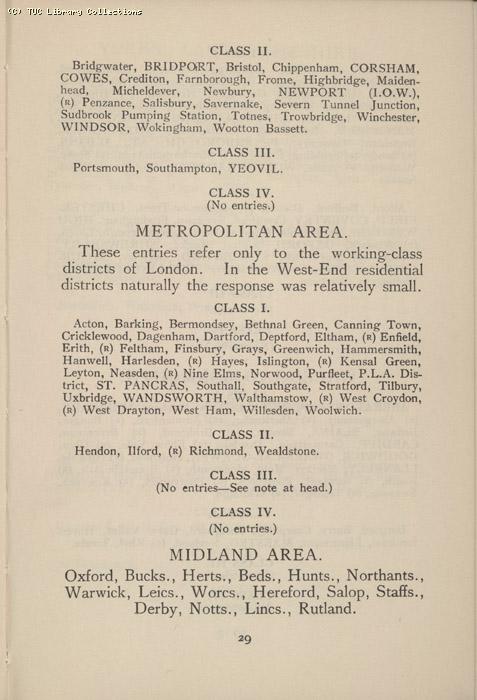 (C) TUC Library Collections
CLASS II.
Bridgwater, BRIDPORT, Bristol, Chippenham, CORSHAM,
COWES, Crediton, Farnborough, Frome, Highbridge, Maiden-
head, Micheldever, Newbury, NEWPORT (I.O.W.),
(R) Penzance, Salisbury, Savernake, Severn Tunnel Junction,
Sudbrook Pumping Station, Totnes, Trowbridge, Winchester,
WINDSOR, Wokingham, Wootton Bassett.
CLASS III.
Portsmouth, Southampton, YEOVIL.
CLASS IV.
(No entries.)
METROPOLITAN AREA.
These entries refer only to the working-class
districts of London. In the West-End residential
districts naturally the response was relatively small.
CLASS I.
Acton, Barking, Bermondsey, Bethnal Green, Canning Town,
Cricklewood, Dagenham, Dartford, Deptford, Eltham, (R) Enfield,
Erith, (R) Feltham, Finsbury, Grays, Greenwich, Hammersmith,
Hanwell, Harlesden, (R) Hayes, Islington, (R) Kensal Green,
Leyton, Neasden, (R) Nine Elms, Norwood, Purfleet, P.L.A. Dis-
trict, ST. PANCRAS, Southall, Southgate, Stratford, Tilbury,
Uxbridge, WANDSWORTH, Walthamstow, (R) West Croydon,
(R) West Drayton, West Ham, Willesden, Woolwich.
CLASS II.
Hendon, Ilford, (R) Richmond, Wealdstone.
CLASS III.
(No entries—See note at head.)
CLASS IV.
(No entries.)
MIDLAND AREA.
Oxford, Bucks., Herts., Beds., Hunts., Northants.,
Warwick, Leics., Worcs., Hereford, Salop, Staffs.,
Derby, Notts., Lincs., Rutland.
29